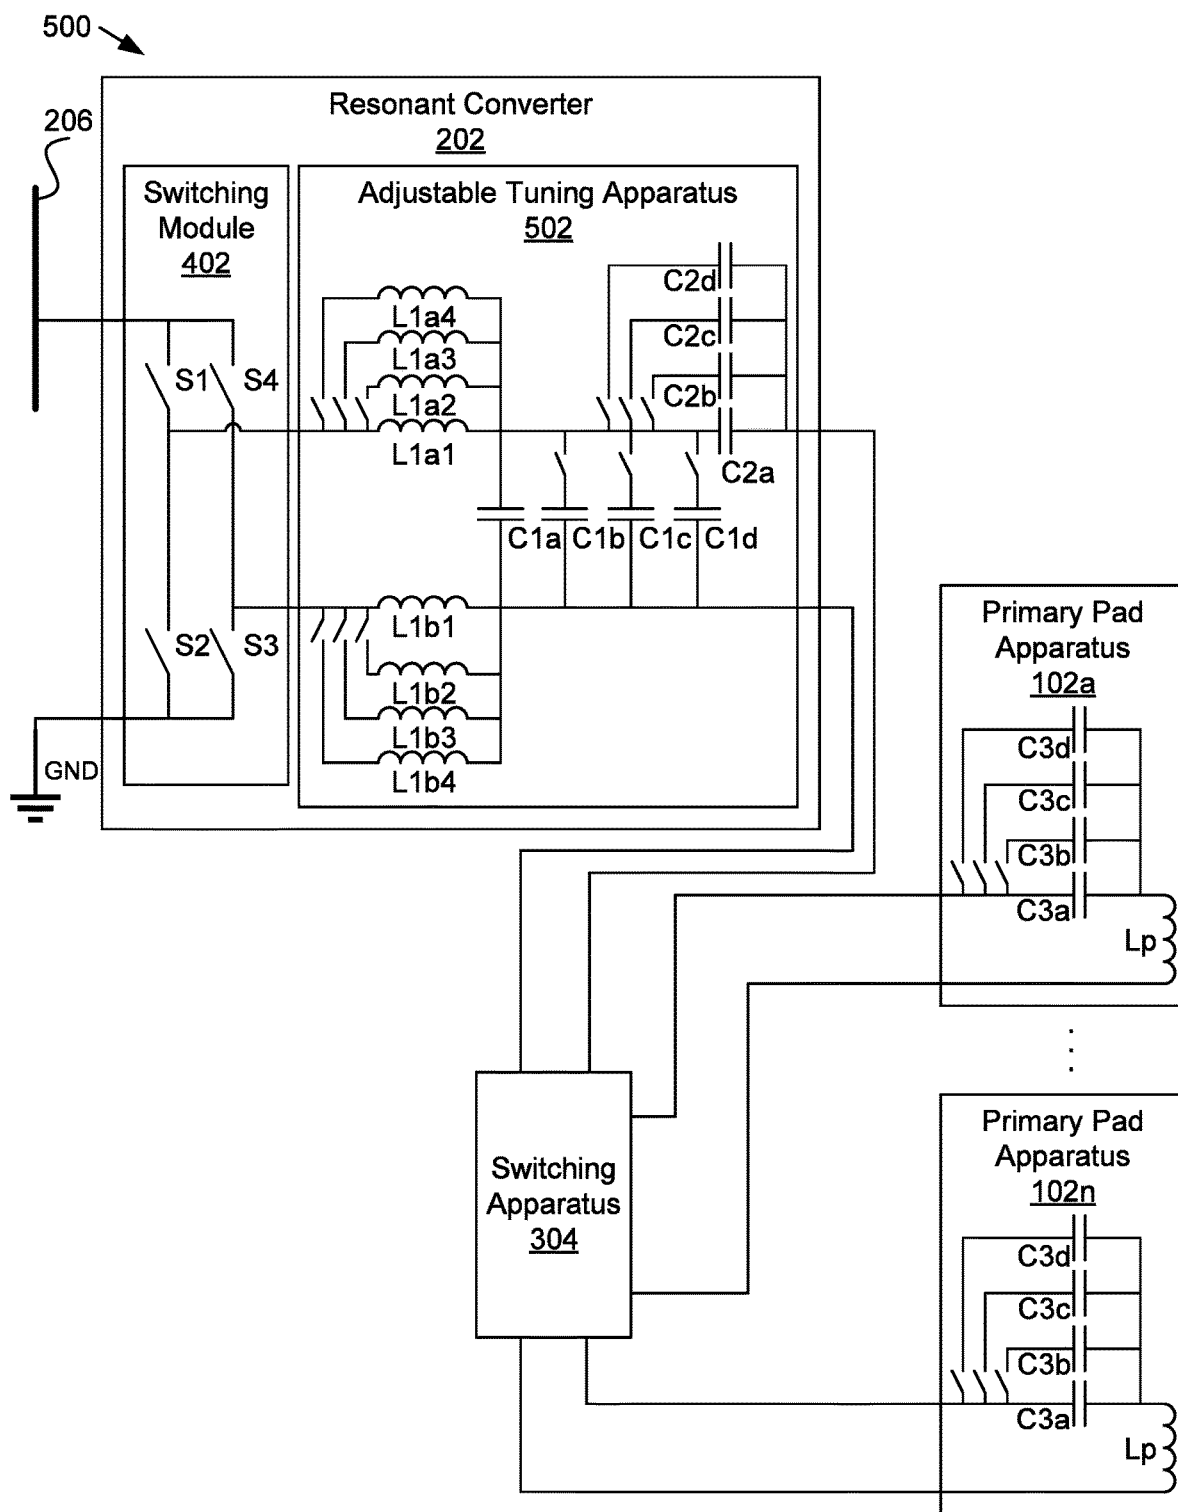 500
206
Resonant Converter
202
Switching
Module
402
Adjustable Tuning Apparatus
502
C2d
C2c
C2b
C2a
L1a4
L1a3
L1a2
L1a1
S1
S4
C1a
C1b
C1c
C1d
S2
S3
L1b1
L1b2
L1b3
L1b4
GND
Primary Pad
Apparatus
102a
C3d
C3c
C3b
C3a
Lp
Switching
Apparatus
304
Primary Pad
Apparatus
102n
C3d
C3c
C3b
C3a
Lp